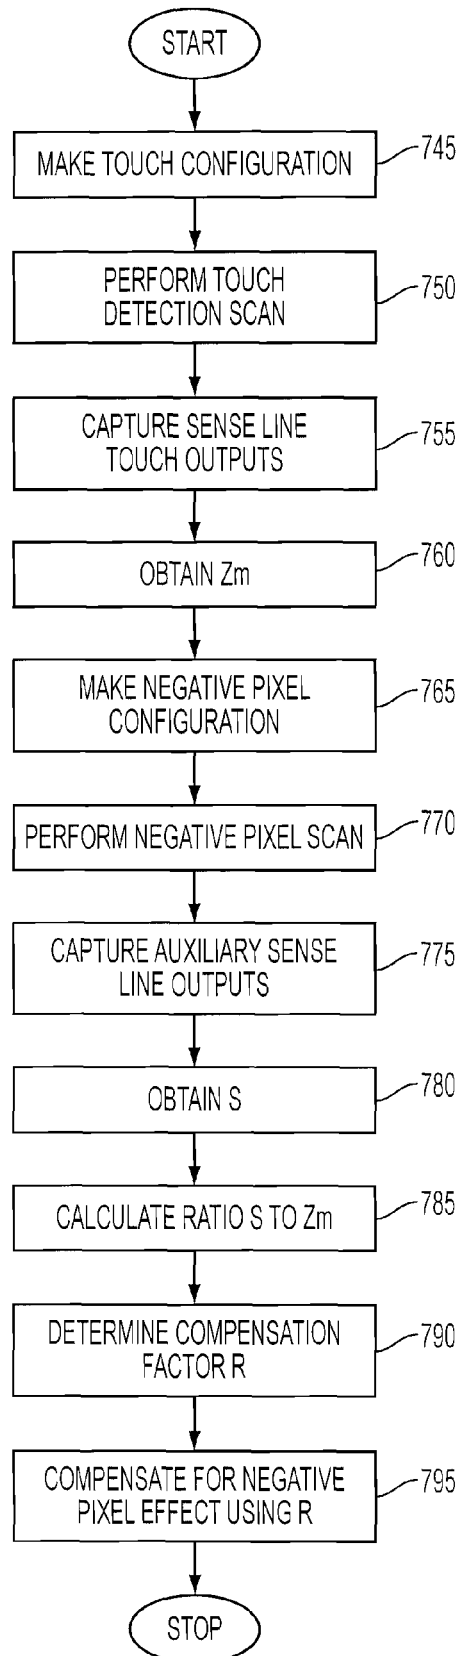 START
MAKE TOUCH CONFIGURATION
745
PERFORM TOUCH
DETECTION SCAN
750
CAPTURE SENSE LINE
TOUCH OUTPUTS
755
OBTAIN Zm
760
MAKE NEGATIVE PIXEL
CONFIGURATION
765
PERFORM NEGATIVE PIXEL SCAN
770
CAPTURE AUXILIARY SENSE
LINE OUTPUTS
775
OBTAIN S
780
CALCULATE RATIO S TO Zm
785
DETERMINE COMPENSATION
FACTOR R
790
COMPENSATE FOR NEGATIVE
PIXEL EFFECT USING R
795
STOP